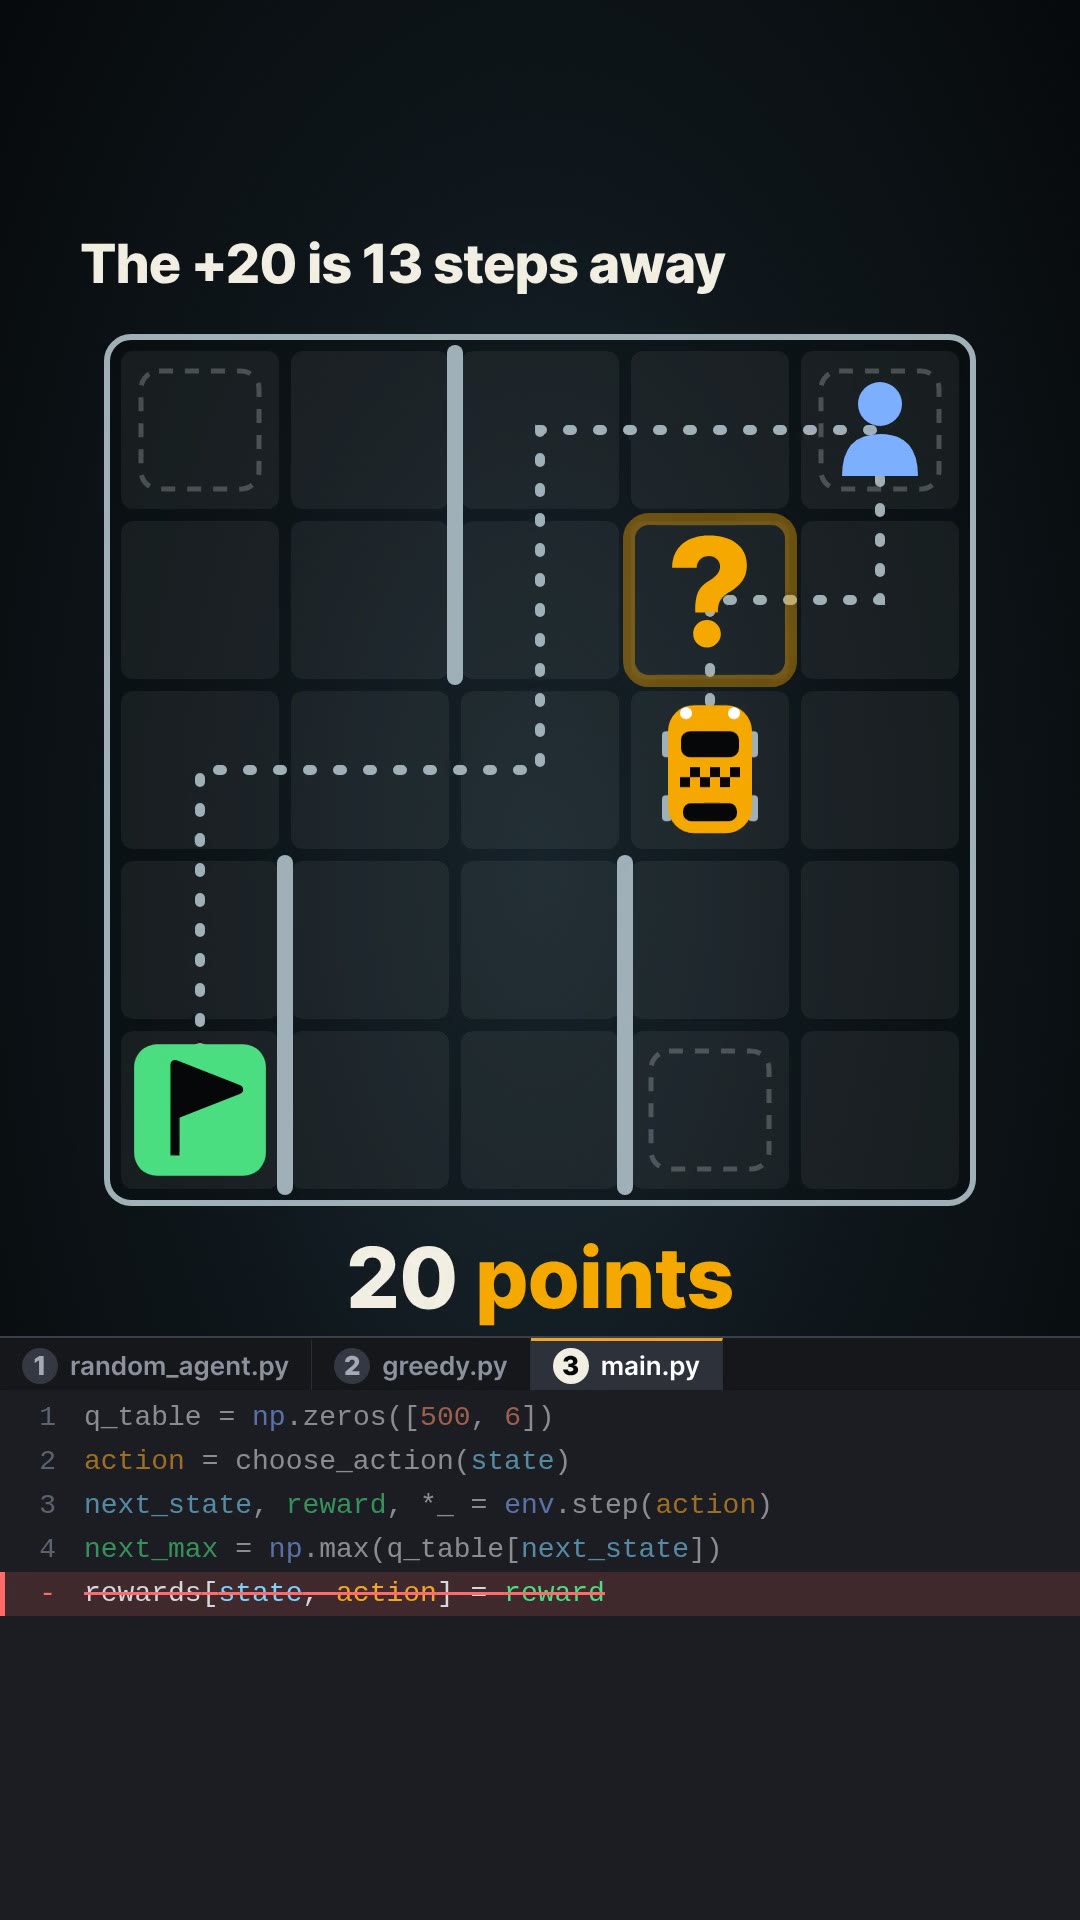 The +20 is 13 steps away
?
20 points
1 random_agent.py 2 greedy.py 3 main.py
1 q_table = np.zeros([500, 6])
2 action = choose_action(state)
3 next_state, reward, *_ = env.step(action)
4 next_max = np.max(q_table[next_state])
- rewards[state, action] = reward